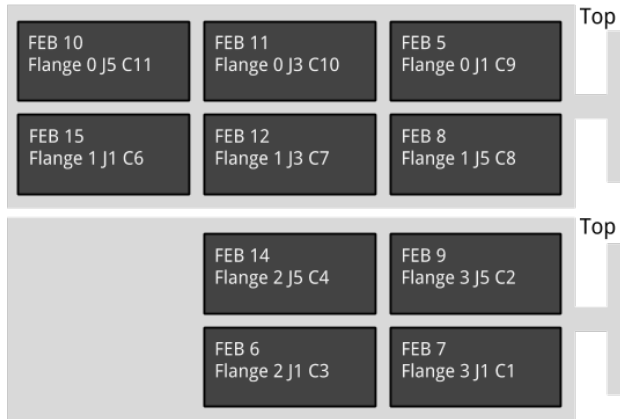 Top
FEB 10
Flange 0 J5 C11
FEB 11
Flange 0 J3 C10
FEB 5
Flange 0 J1 C9
FEB 15
Flange 1 J1 C6
FEB 12
Flange 1 J3 C7
FEB 8
Flange 1 J5 C8
Top
FEB 14
Flange 2 J5 C4
FEB 9
Flange 3 J5 C2
FEB 6
Flange 2 J1 C3
FEB 7
Flange 3 J1 C1